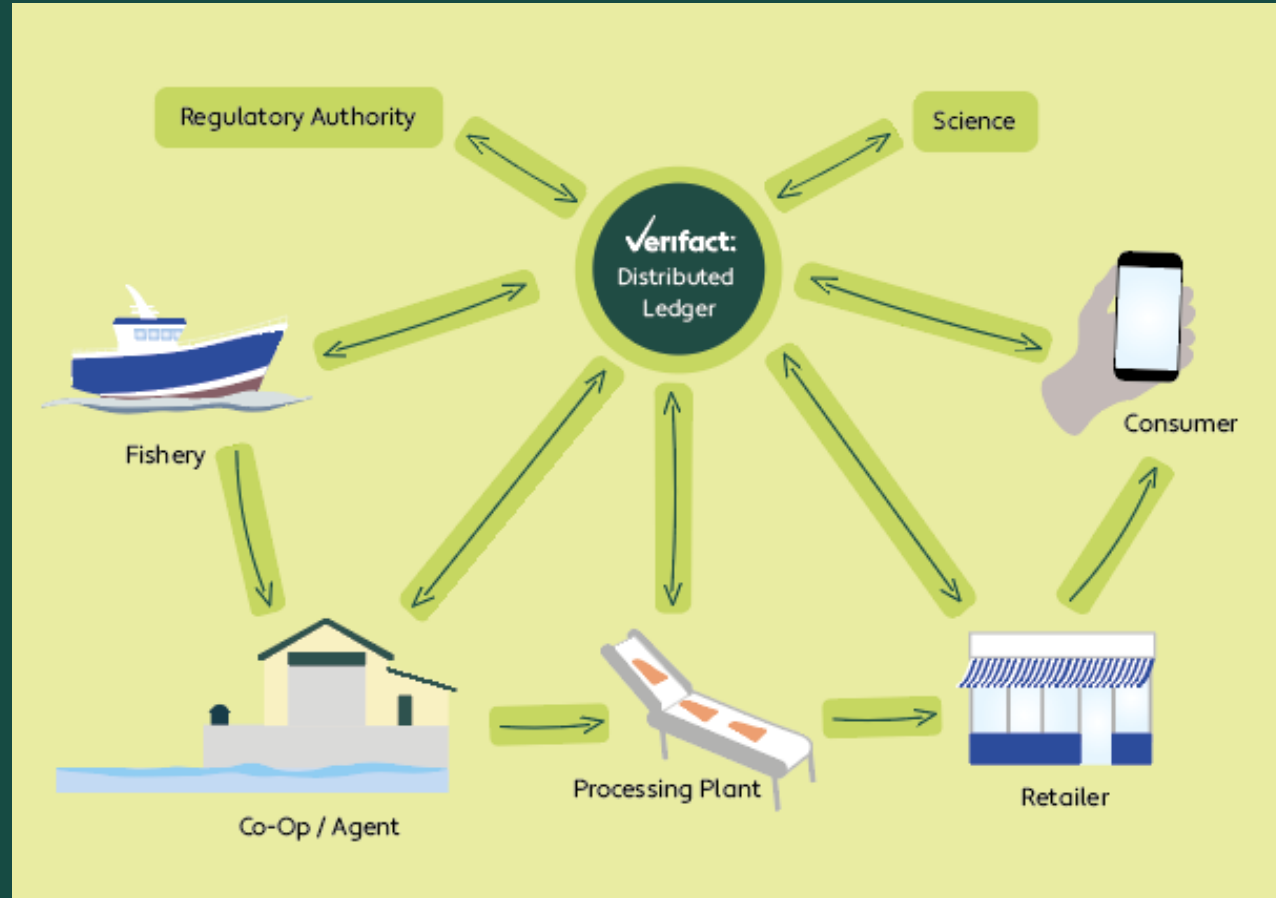 Regulatory Authority
Science
verifact:
Distributed
Ledger
Fishery
Consumer
Co-Op / Agent
Processing Plant
Retailer